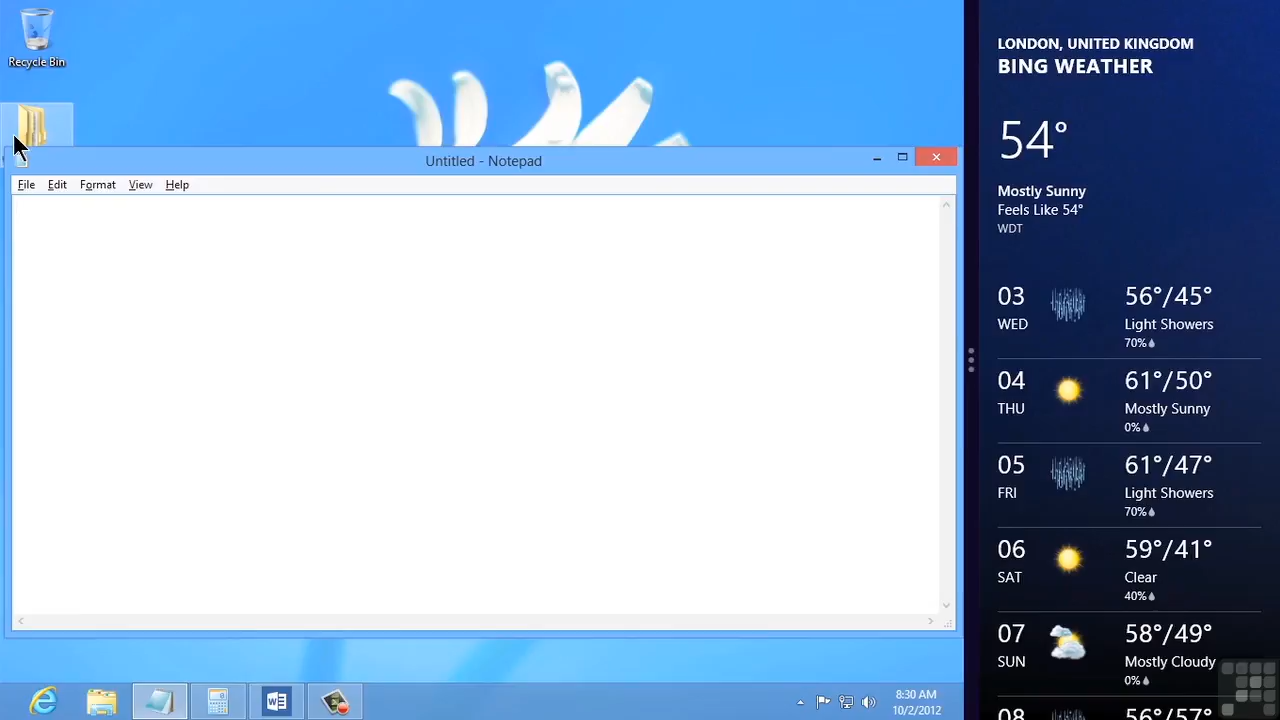 Recycle Bin
Untitled - Notepad
File Edit Format View Help
8:30 AM
10/2/2012
LONDON, UNITED KINGDOM
BING WEATHER
54°
Mostly Sunny
Feels Like 54°
WDT
03 56°/45°
WED Light Showers
70%
04 61°/50°
THU Mostly Sunny
0%
05 61°/47°
FRI Light Showers
70%
06 59°/41°
SAT Clear
40%
07 58°/49°
SUN Mostly Cloudy
0%
08 56°/57°